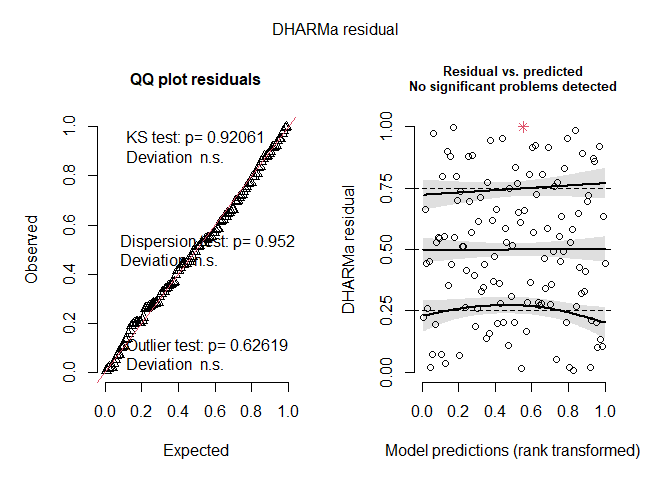 DHARMa residual
QQ plot residuals
KS test: p= 0.92061
Deviation n.s.
Dispersion test: p= 0.952
Deviation n.s.
Outlier test: p= 0.62619
Deviation n.s.
Observed
0.0 0.2 0.4 0.6 0.8 1.0
0.0 0.2 0.4 0.6 0.8 1.0
Expected
Residual vs. predicted
No significant problems detected
DHARMa residual
0.00 0.25 0.50 0.75 1.00
0.0 0.2 0.4 0.6 0.8 1.0
Model predictions (rank transformed)